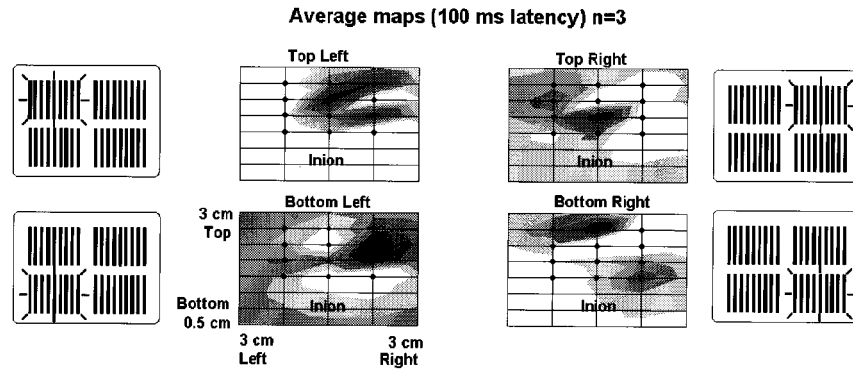 Average maps (100 ms latency) n=3
Top Left
Top Right
Inion
Inion
Bottom Left
Bottom Right
3 cm
Top
Bottom
0.5 cm
Inion
Inion
3 cm
Left
3 cm
Right